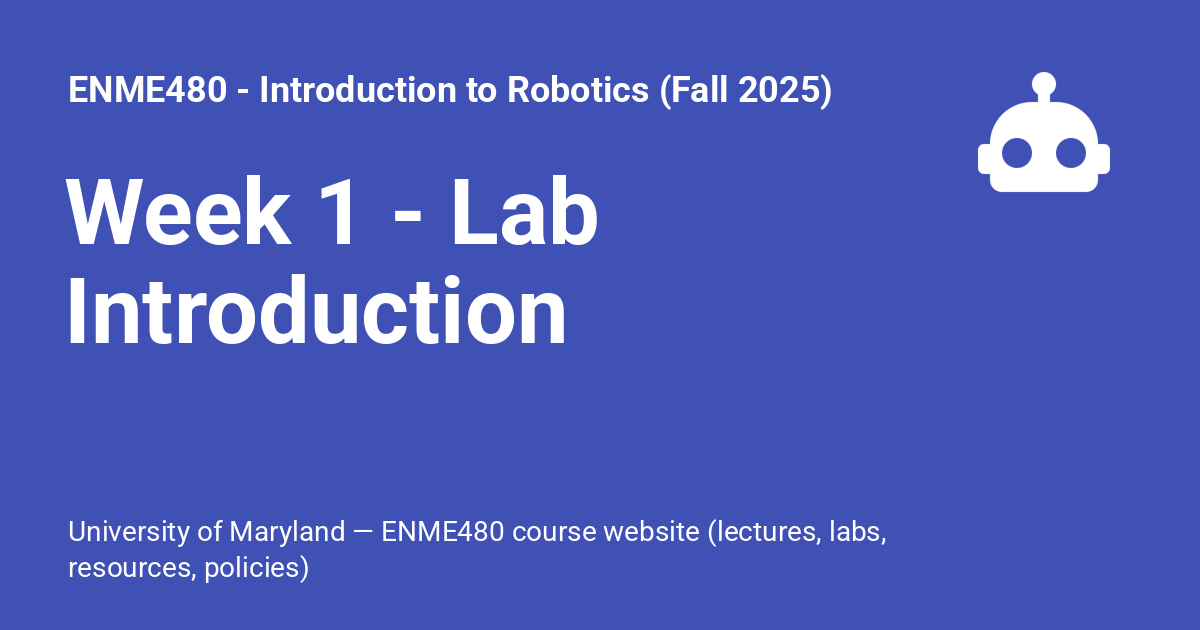 ENME480 - Introduction to Robotics (Fall 2025)
Week 1 - Lab
Introduction
University of Maryland — ENME480 course website (lectures, labs,
resources, policies)